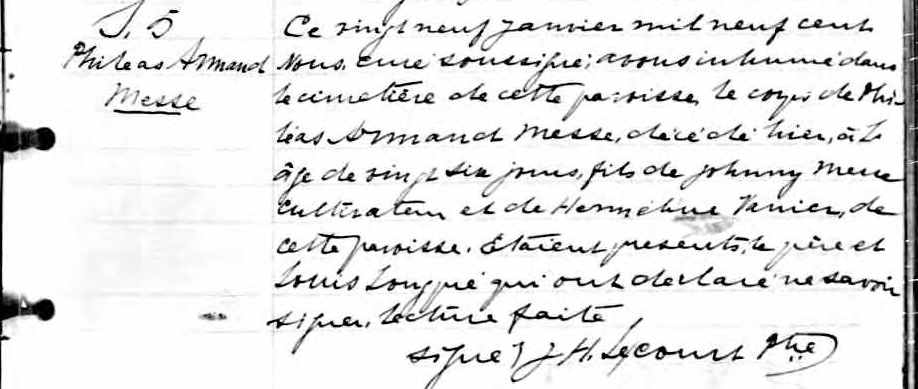 S. 5
Phileas Armand
Messe
Ce vingt neuf janvier mil neuf cent
Nous, curé soussigné, avons inhumé dans
le cimetière de cette paroisse, le corps de Phi-
léas Armand Messe, décédé hier, à l'
âge de vingt six jours, fils de Johnny Messe
cultivateur et de Herméline Vanier, de
cette paroisse. Etaient présents, le père et
Louis Longpré qui ont déclaré ne savoir
signer, lecture faite
signé J. H. Lecourt Ptre